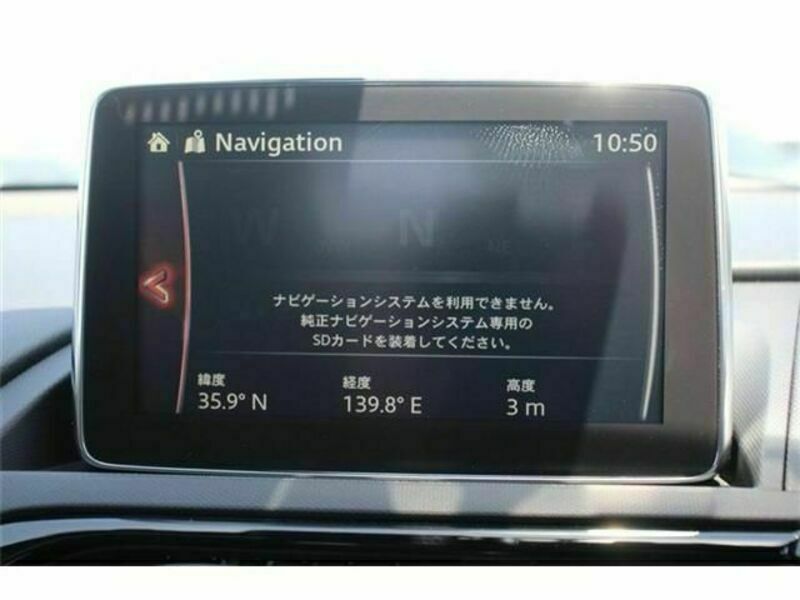 Navigation 10:50
W N NE
ナビゲーションシステムを利用できません。
純正ナビゲーションシステム専用の
SDカードを装着してください。
緯度 経度 高度
35.9° N 139.8° E 3 m